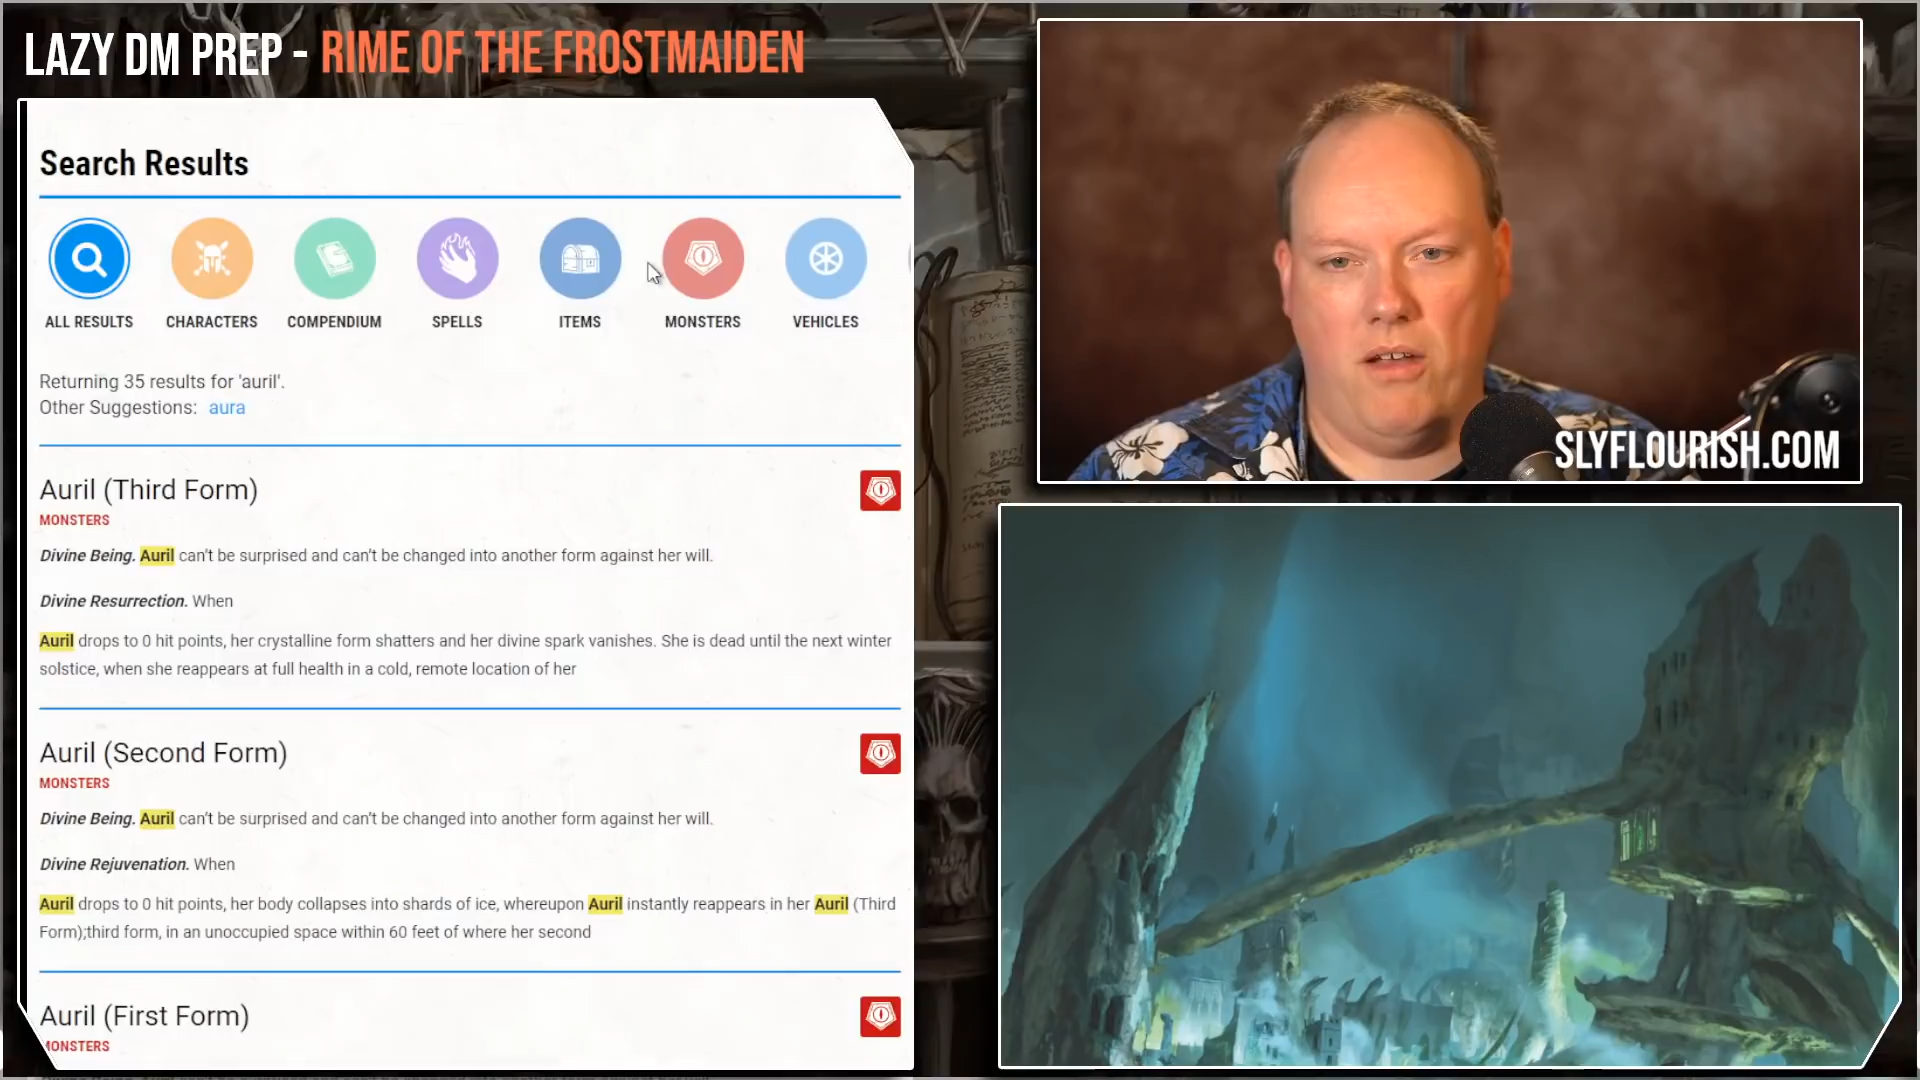 LAZY DM PREP - RIME OF THE FROSTMAIDEN
Search Results
ALL RESULTS
CHARACTERS
COMPENDIUM
SPELLS
ITEMS
MONSTERS
VEHICLES
Returning 35 results for 'auril'.
Other Suggestions: aura
Auril (Third Form)
MONSTERS
Divine Being. Auril can't be surprised and can't be changed into another form against her will.
Divine Resurrection. When
Auril drops to 0 hit points, her crystalline form shatters and her divine spark vanishes. She is dead until the next winter
solstice, when she reappears at full health in a cold, remote location of her
Auril (Second Form)
MONSTERS
Divine Being. Auril can't be surprised and can't be changed into another form against her will.
Divine Rejuvenation. When
Auril drops to 0 hit points, her body collapses into shards of ice, whereupon Auril instantly reappears in her Auril (Third
Form);third form, in an unoccupied space within 60 feet of where her second
Auril (First Form)
MONSTERS
SLYFLOURISH.COM